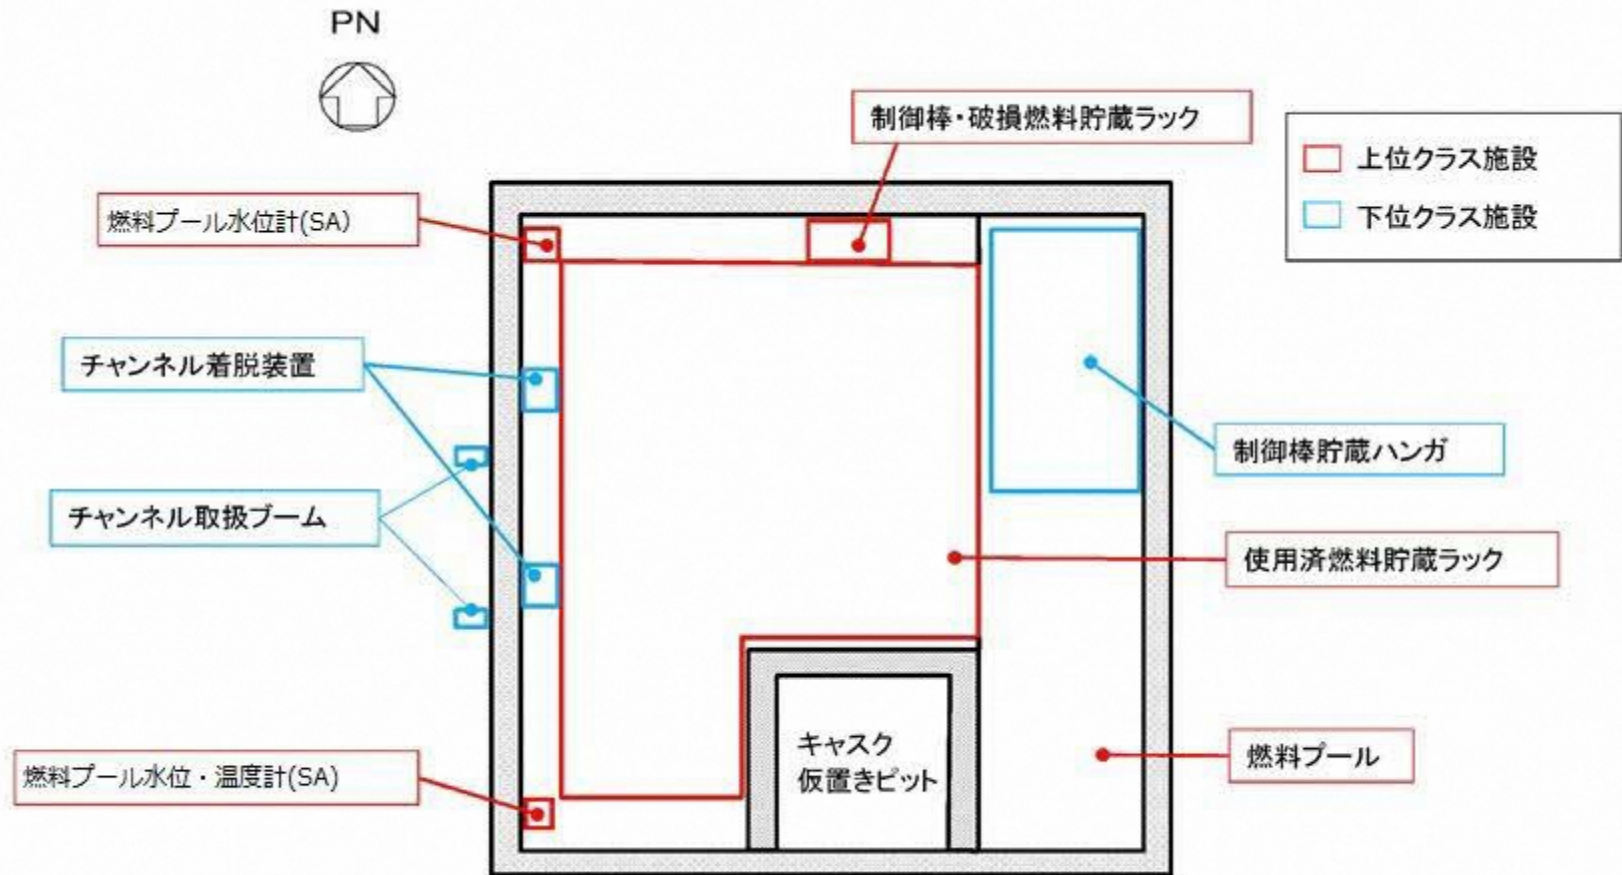 PN
制御棒・破損燃料貯蔵ラック
上位クラス施設
下位クラス施設
燃料プール水位計(SA)
チャンネル着脱装置
制御棒貯蔵ハンガ
チャンネル取扱ブーム
使用済燃料貯蔵ラック
キャスク
仮置きピット
燃料プール
燃料プール水位・温度計(SA)